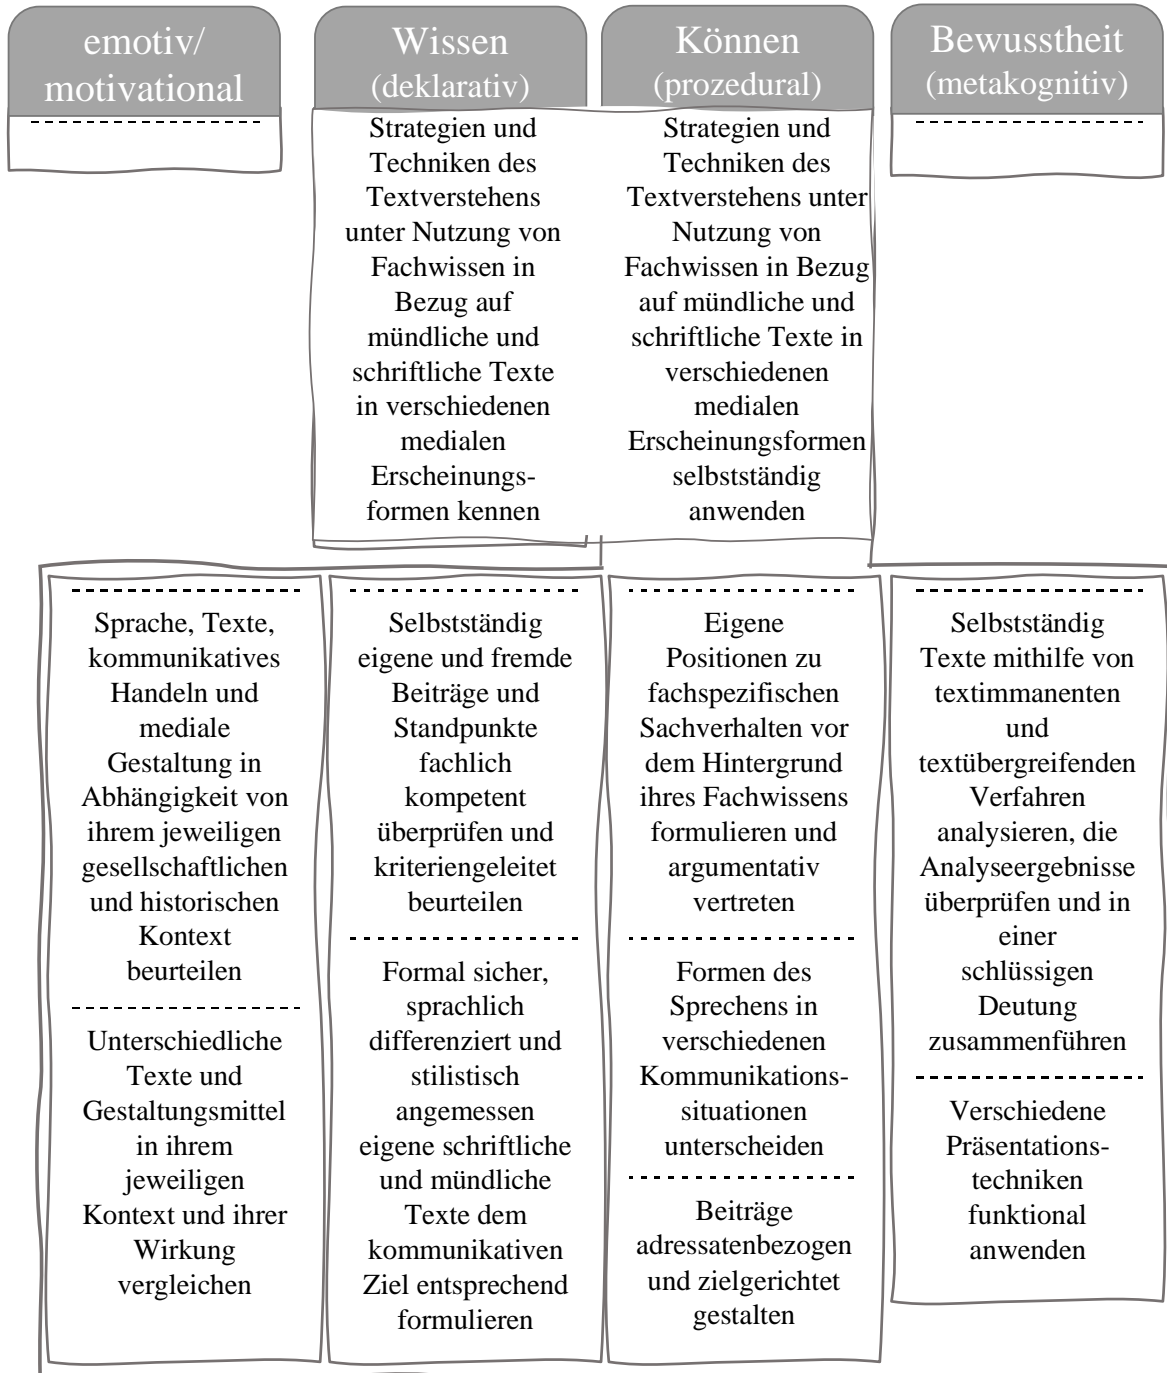 emotiv/
motivational
Wissen
(deklarativ)
Strategien und
Techniken des
Textverstehens
unter Nutzung von
Fachwissen in
Bezug auf
mündliche und
schriftliche Texte
in verschiedenen
medialen
Erscheinungs-
formen kennen
Können
(prozedural)
Strategien und
Techniken des
Textverstehens unter
Nutzung von
Fachwissen in Bezug
auf mündliche und
schriftliche Texte in
verschiedenen
medialen
Erscheinungsformen
selbstständig
anwenden
Bewusstheit
(metakognitiv)
Sprache, Texte,
kommunikatives
Handeln und
mediale
Gestaltung in
Abhängigkeit von
ihrem jeweiligen
gesellschaftlichen
und historischen
Kontext
beurteilen
Unterschiedliche
Texte und
Gestaltungsmittel
in ihrem
jeweiligen
Kontext und ihrer
Wirkung
vergleichen
Selbstständig
eigene und fremde
Beiträge und
Standpunkte
fachlich
kompetent
überprüfen und
kriteriengeleitet
beurteilen
Formal sicher,
sprachlich
differenziert und
stilistisch
angemessen
eigene schriftliche
und mündliche
Texte dem
kommunikativen
Ziel entsprechend
formulieren
Eigene
Positionen zu
fachspezifischen
Sachverhalten vor
dem Hintergrund
ihres Fachwissens
formulieren und
argumentativ
vertreten
Formen des
Sprechens in
verschiedenen
Kommunikations-
situationen
unterscheiden
Beiträge
adressatenbezogen
und zielgerichtet
gestalten
Selbstständig
Texte mithilfe von
textimmanenten
und
textübergreifenden
Verfahren
analysieren, die
Analyseergebnisse
überprüfen und in
einer
schlüssigen
Deutung
zusammenführen
Verschiedene
Präsentations-
techniken
funktional
anwenden